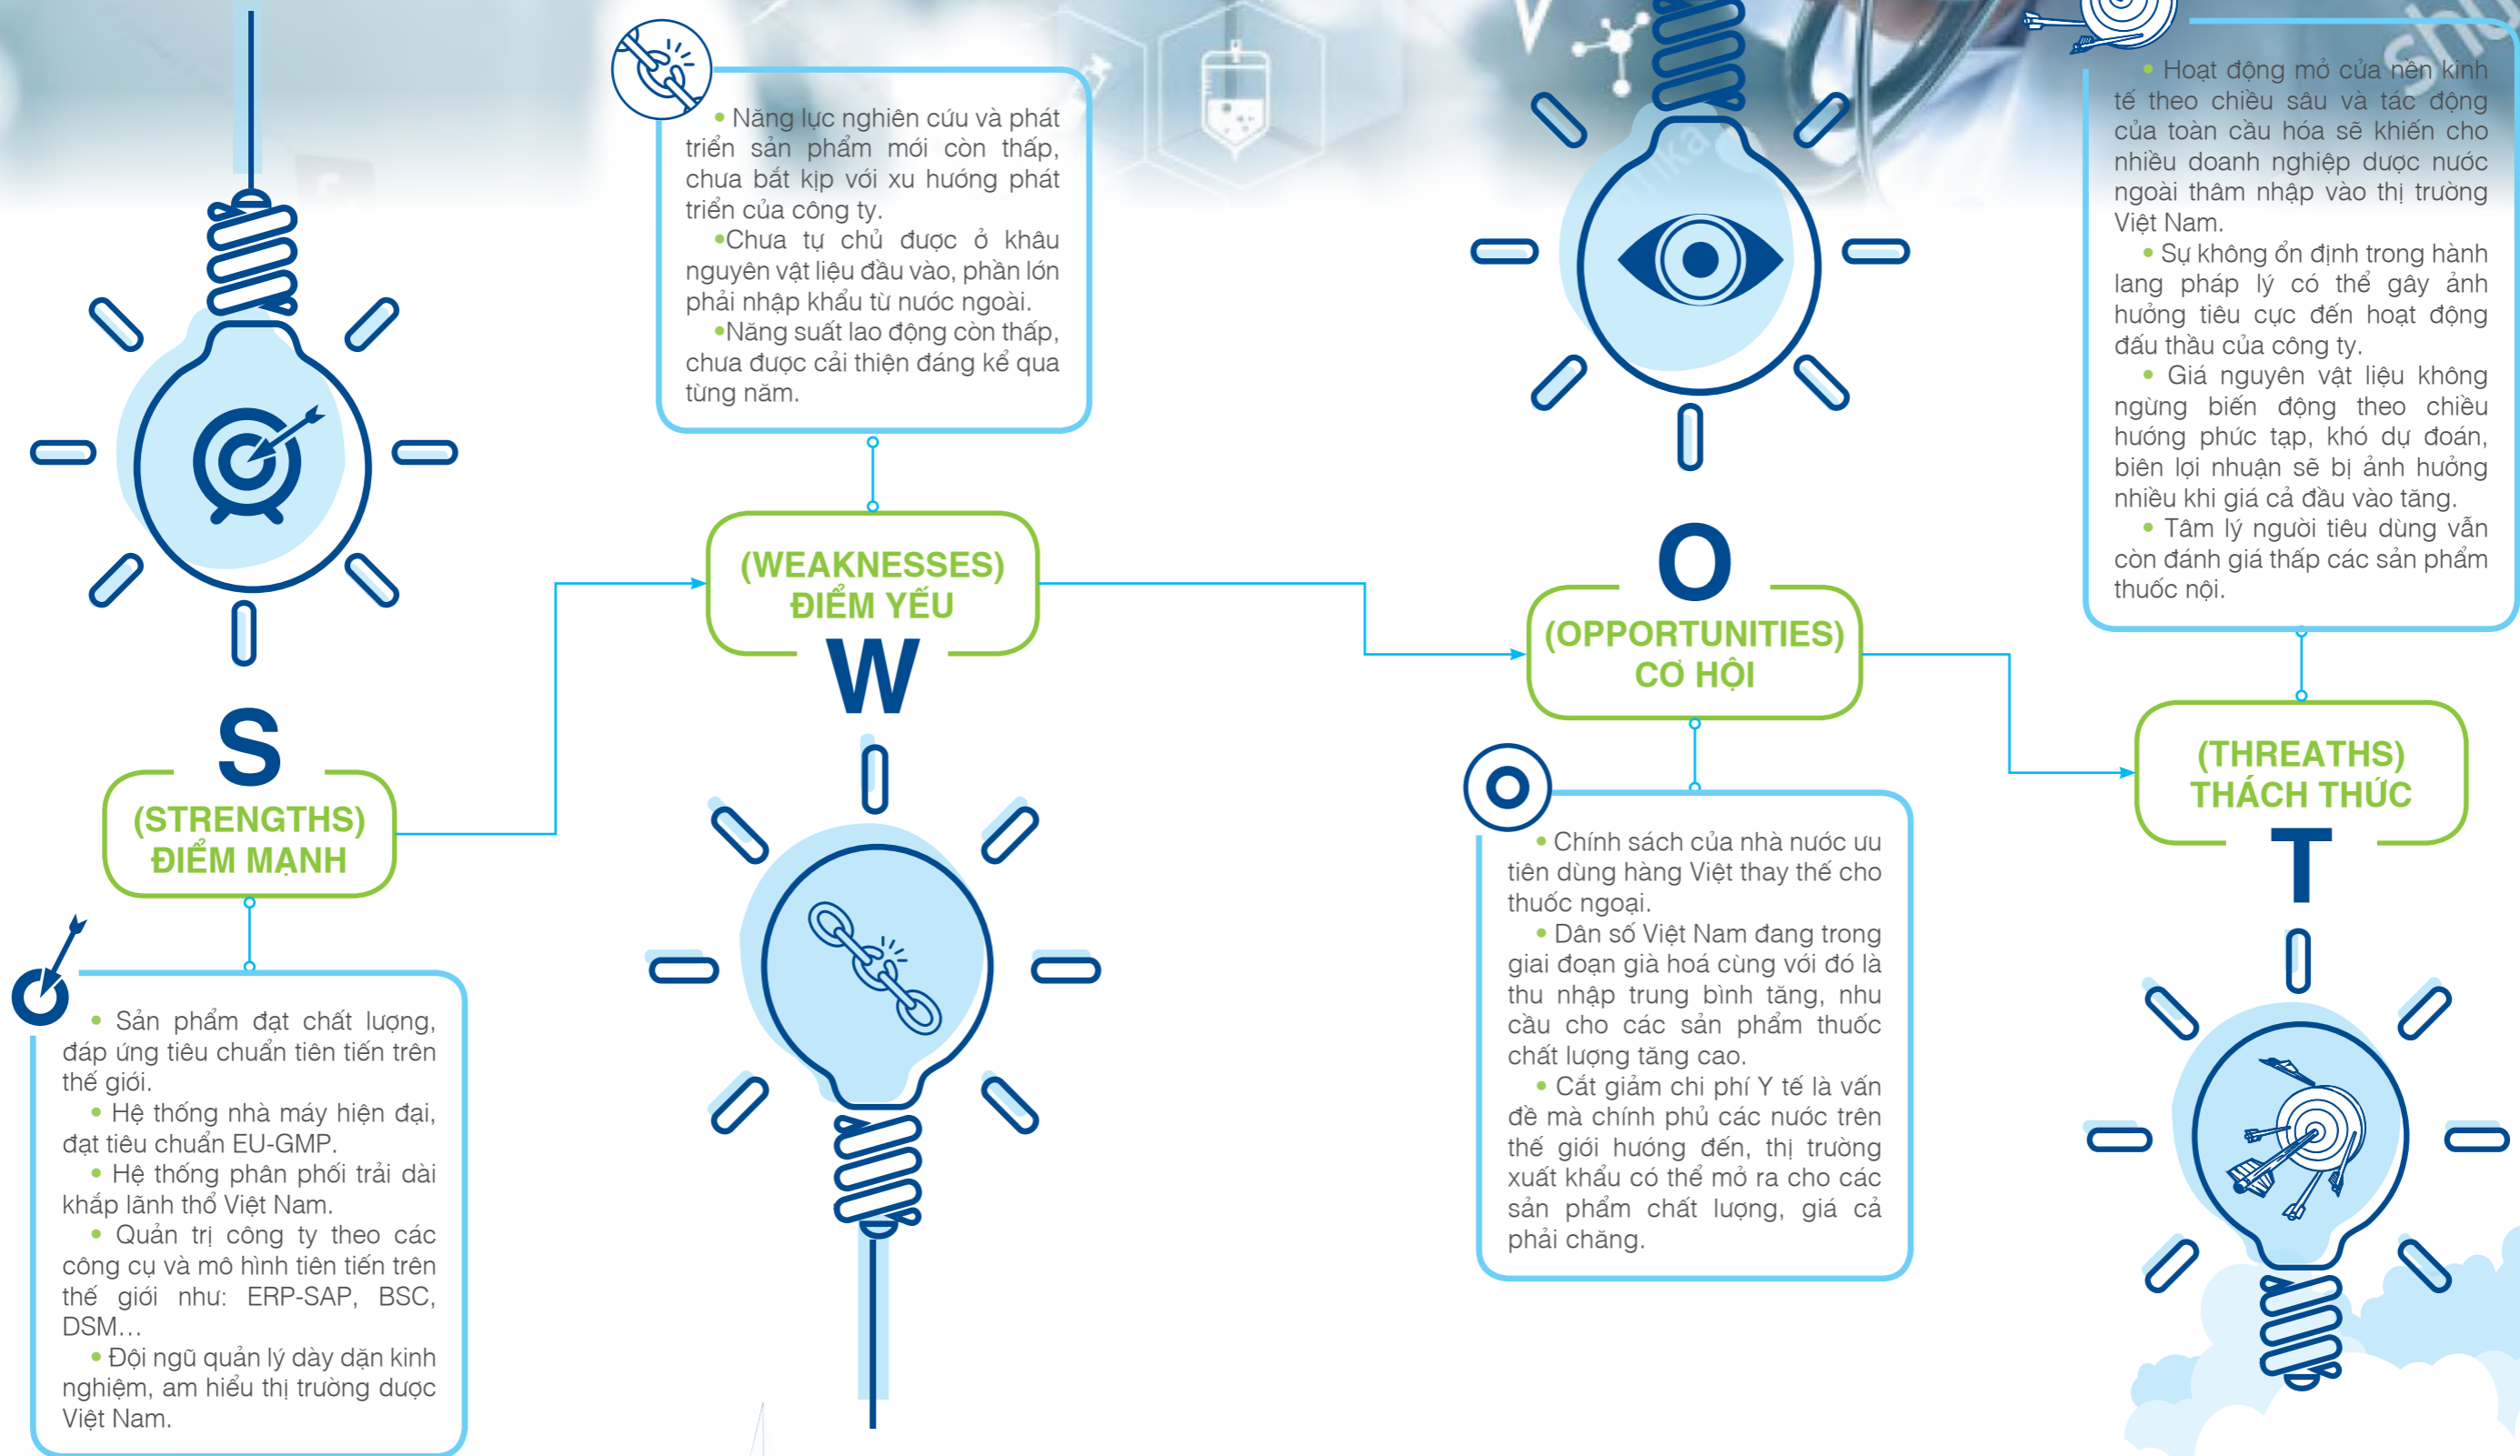 S
(STRENGTHS)
ĐIỂM MẠNH
• Sản phẩm đạt chất lượng,
đáp ứng tiêu chuẩn tiên tiến trên
thế giới.
• Hệ thống nhà máy hiện đại,
đạt tiêu chuẩn EU-GMP.
• Hệ thống phân phối trải dài
khắp lãnh thổ Việt Nam.
• Quản trị công ty theo các
công cụ và mô hình tiên tiến trên
thế giới như: ERP-SAP, BSC,
DSM…
• Đội ngũ quản lý dày dặn kinh
nghiệm, am hiểu thị trường dược
Việt Nam.
• Năng lực nghiên cứu và phát
triển sản phẩm mới còn thấp,
chưa bắt kịp với xu hướng phát
triển của công ty.
•Chưa tự chủ được ở khâu
nguyên vật liệu đầu vào, phần lớn
phải nhập khẩu từ nước ngoài.
•Năng suất lao động còn thấp,
chưa được cải thiện đáng kể qua
từng năm.
(WEAKNESSES)
ĐIỂM YẾU
W
O
(OPPORTUNITIES)
CƠ HỘI
• Chính sách của nhà nước ưu
tiên dùng hàng Việt thay thế cho
thuốc ngoại.
• Dân số Việt Nam đang trong
giai đoạn già hoá cùng với đó là
thu nhập trung bình tăng, nhu
cầu cho các sản phẩm thuốc
chất lượng tăng cao.
• Cắt giảm chi phí Y tế là vấn
đề mà chính phủ các nước trên
thế giới hướng đến, thị trường
xuất khẩu có thể mở ra cho các
sản phẩm chất lượng, giá cả
phải chăng.
• Hoạt động mở cửa nền kinh
tế theo chiều sâu và tác động
của toàn cầu hóa sẽ khiến cho
nhiều doanh nghiệp dược nước
ngoài thâm nhập vào thị trường
Việt Nam.
• Sự không ổn định trong hành
lang pháp lý có thể gây ảnh
hưởng tiêu cực đến hoạt động
đấu thầu của công ty.
• Giá nguyên vật liệu không
ngừng biến động theo chiều
hướng phức tạp, khó dự đoán,
biên lợi nhuận sẽ bị ảnh hưởng
nhiều khi giá cả đầu vào tăng.
• Tâm lý người tiêu dùng vẫn
còn đánh giá thấp các sản phẩm
thuốc nội.
(THREATHS)
THÁCH THỨC
T